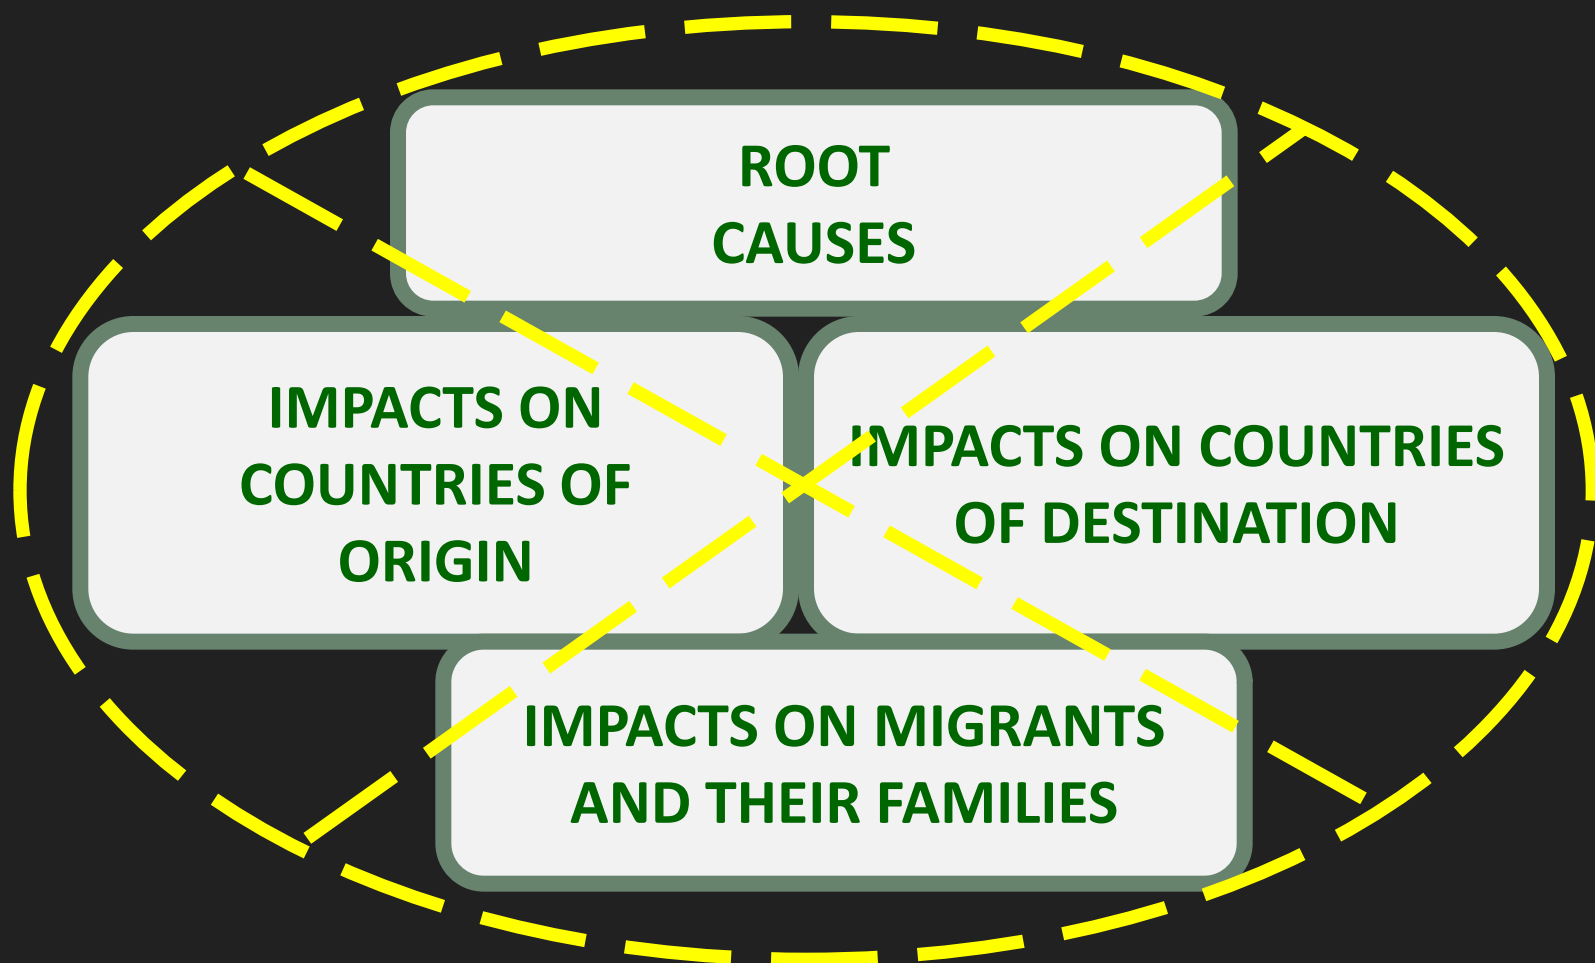 ROOT
CAUSES
IMPACTS ON
COUNTRIES OF
ORIGIN
IMPACTS ON COUNTRIES
OF DESTINATION
IMPACTS ON MIGRANTS
AND THEIR FAMILIES